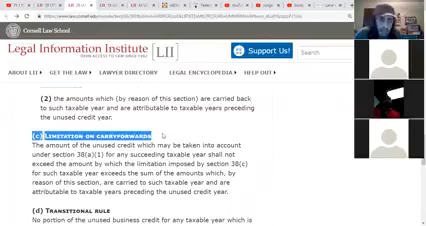 Cornell Law School
Legal Information Institute LII
OPEN ACCESS TO LAW SINCE 1992
Support Us!
Search
ABOUT LII
GET THE LAW
LAWYER DIRECTORY
LEGAL ENCYCLOPEDIA
HELP OUT
(2) the amounts which (by reason of this section) are carried back
to such taxable year and are attributable to taxable years preceding
the unused credit year.
(c) LIMITATION ON CARRYFORWARDS
The amount of the unused credit which may be taken into account
under section 38(a)(1) for any succeeding taxable year shall not
exceed the amount by which the limitation imposed by section 38(c)
for such taxable year exceeds the sum of the amounts which, by
reason of this section, are carried to such taxable year and are
attributable to taxable years preceding the unused credit year.
(d) TRANSITIONAL RULE
No portion of the unused business credit for any taxable year which is